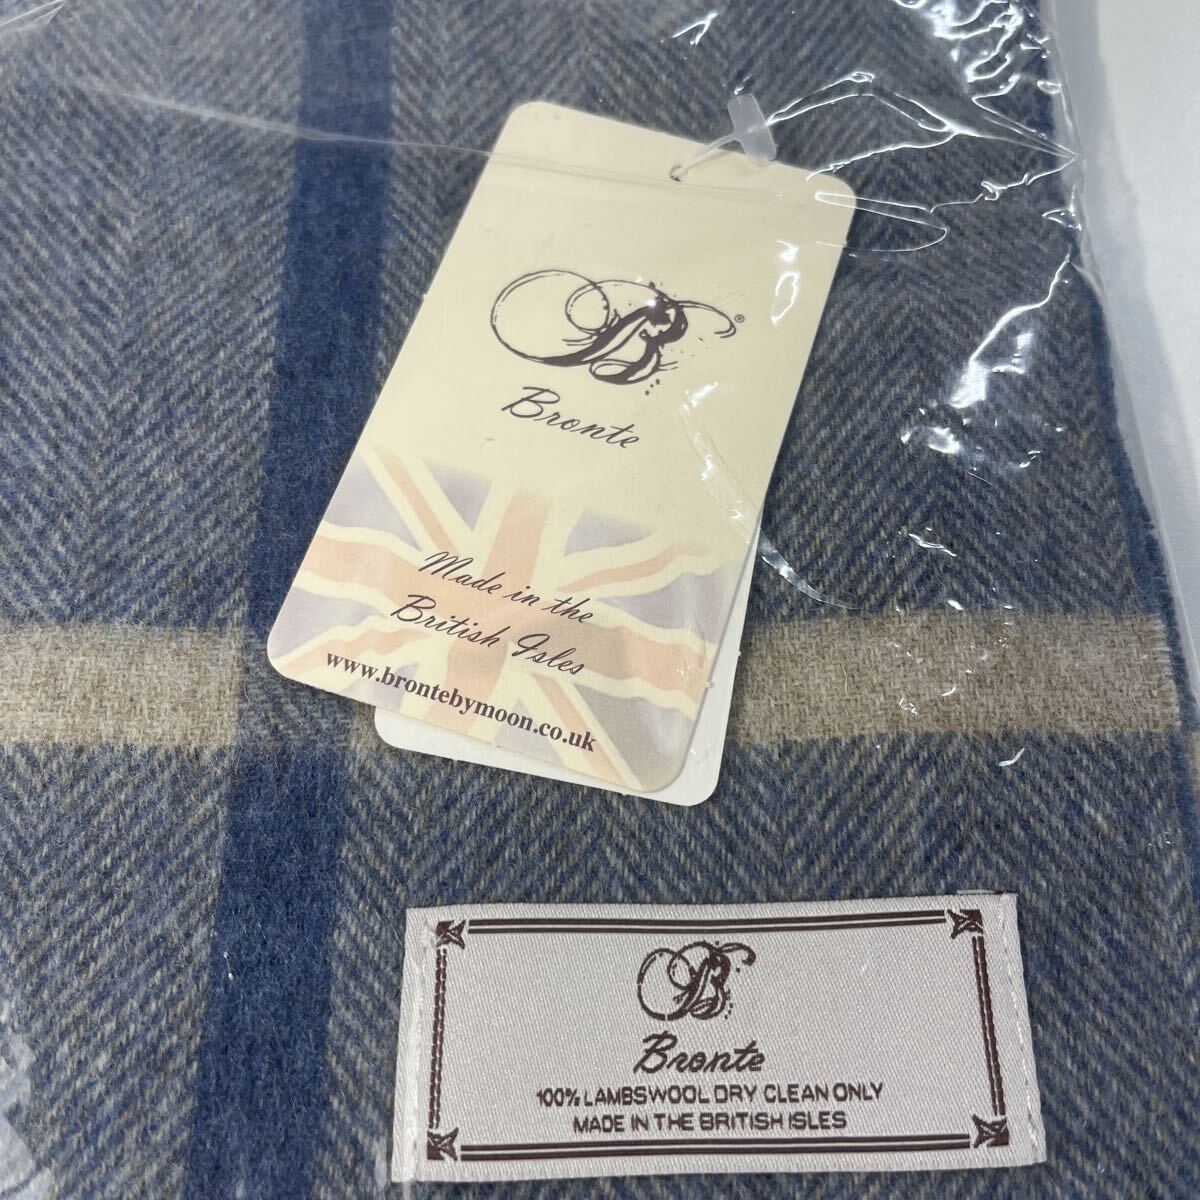 B®
Bronte
Made in the
British Isles
www.brontebymoon.co.uk
B
Bronte
100% LAMBSWOOL DRY CLEAN ONLY
MADE IN THE BRITISH ISLES